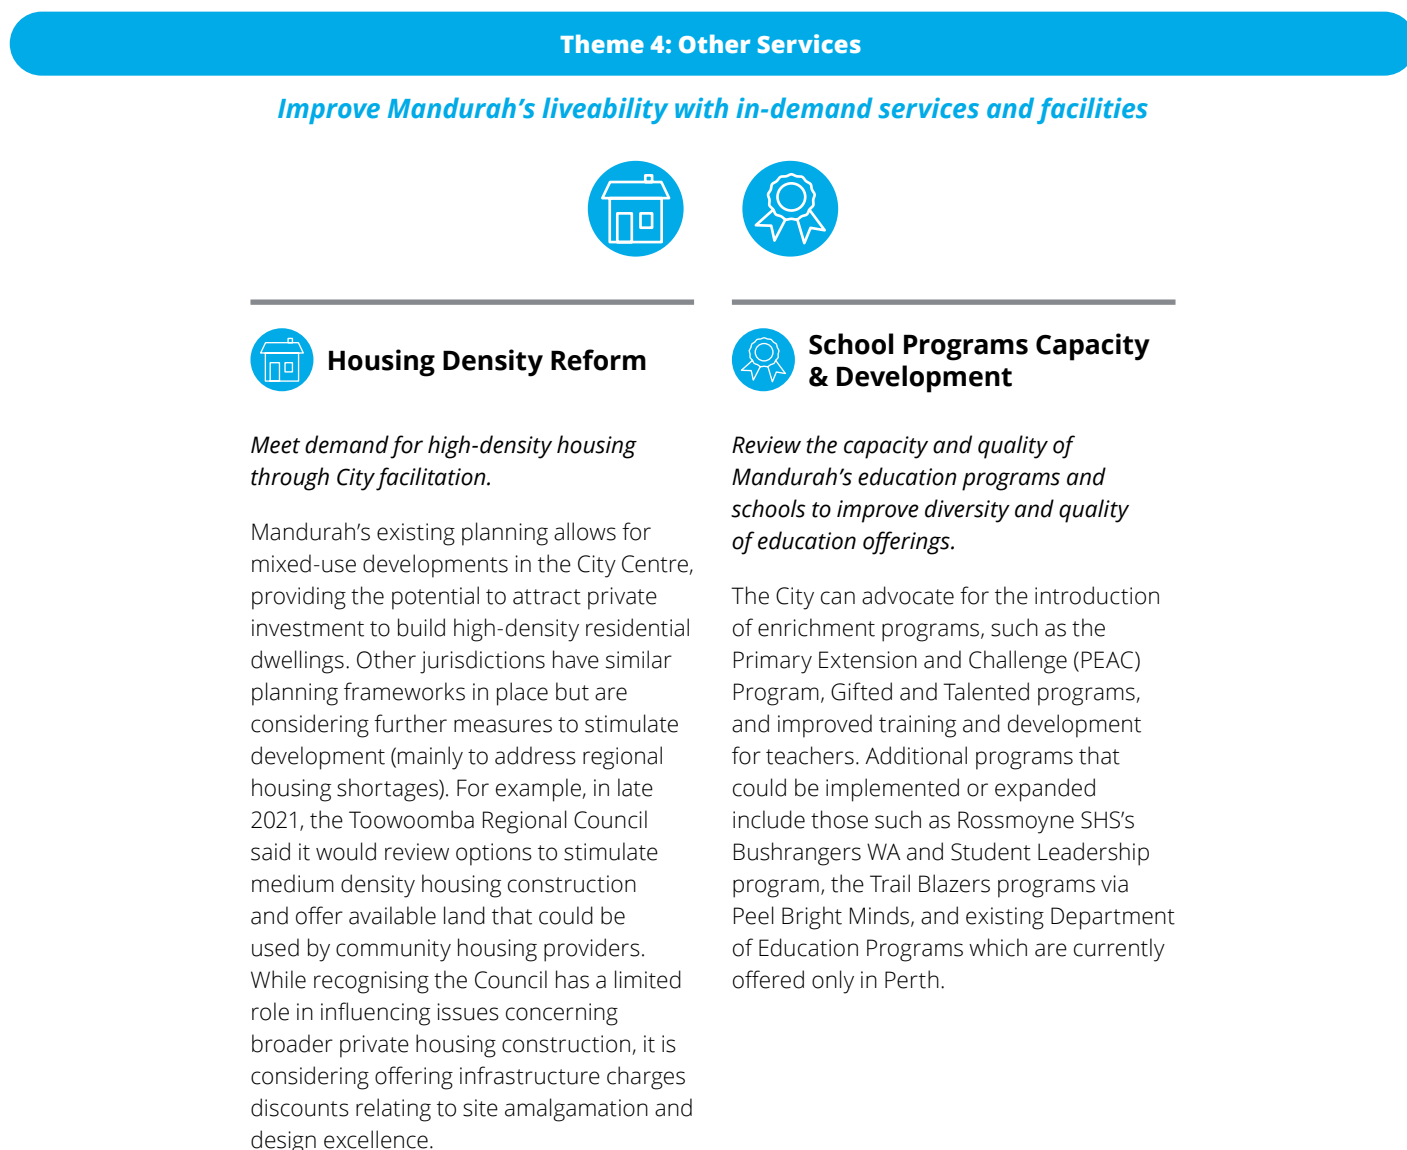 Theme 4: Other Services
Improve Mandurah’s liveability with in-demand services and facilities
Housing Density Reform
Meet demand for high-density housing
through City facilitation.
Mandurah’s existing planning allows for
mixed-use developments in the City Centre,
providing the potential to attract private
investment to build high-density residential
dwellings. Other jurisdictions have similar
planning frameworks in place but are
considering further measures to stimulate
development (mainly to address regional
housing shortages). For example, in late
2021, the Toowoomba Regional Council
said it would review options to stimulate
medium density housing construction
and offer available land that could be
used by community housing providers.
While recognising the Council has a limited
role in influencing issues concerning
broader private housing construction, it is
considering offering infrastructure charges
discounts relating to site amalgamation and
design excellence.
School Programs Capacity
& Development
Review the capacity and quality of
Mandurah’s education programs and
schools to improve diversity and quality
of education offerings.
The City can advocate for the introduction
of enrichment programs, such as the
Primary Extension and Challenge (PEAC)
Program, Gifted and Talented programs,
and improved training and development
for teachers. Additional programs that
could be implemented or expanded
include those such as Rossmoyne SHS’s
Bushrangers WA and Student Leadership
program, the Trail Blazers programs via
Peel Bright Minds, and existing Department
of Education Programs which are currently
offered only in Perth.